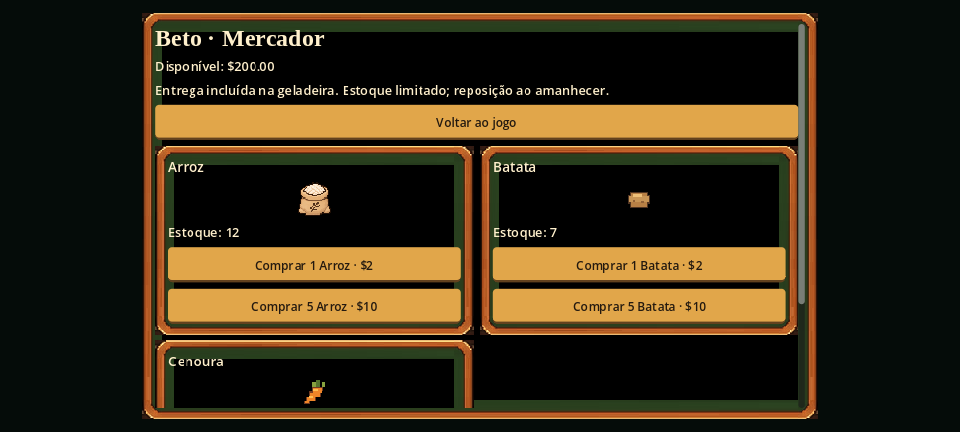 Beto · Mercador
Disponível: $200.00
Entrega incluída na geladeira. Estoque limitado; reposição ao amanhecer.
Voltar ao jogo
Arroz
Estoque: 12
Comprar 1 Arroz · $2
Comprar 5 Arroz · $10
Batata
Estoque: 7
Comprar 1 Batata · $2
Comprar 5 Batata · $10
Cenoura